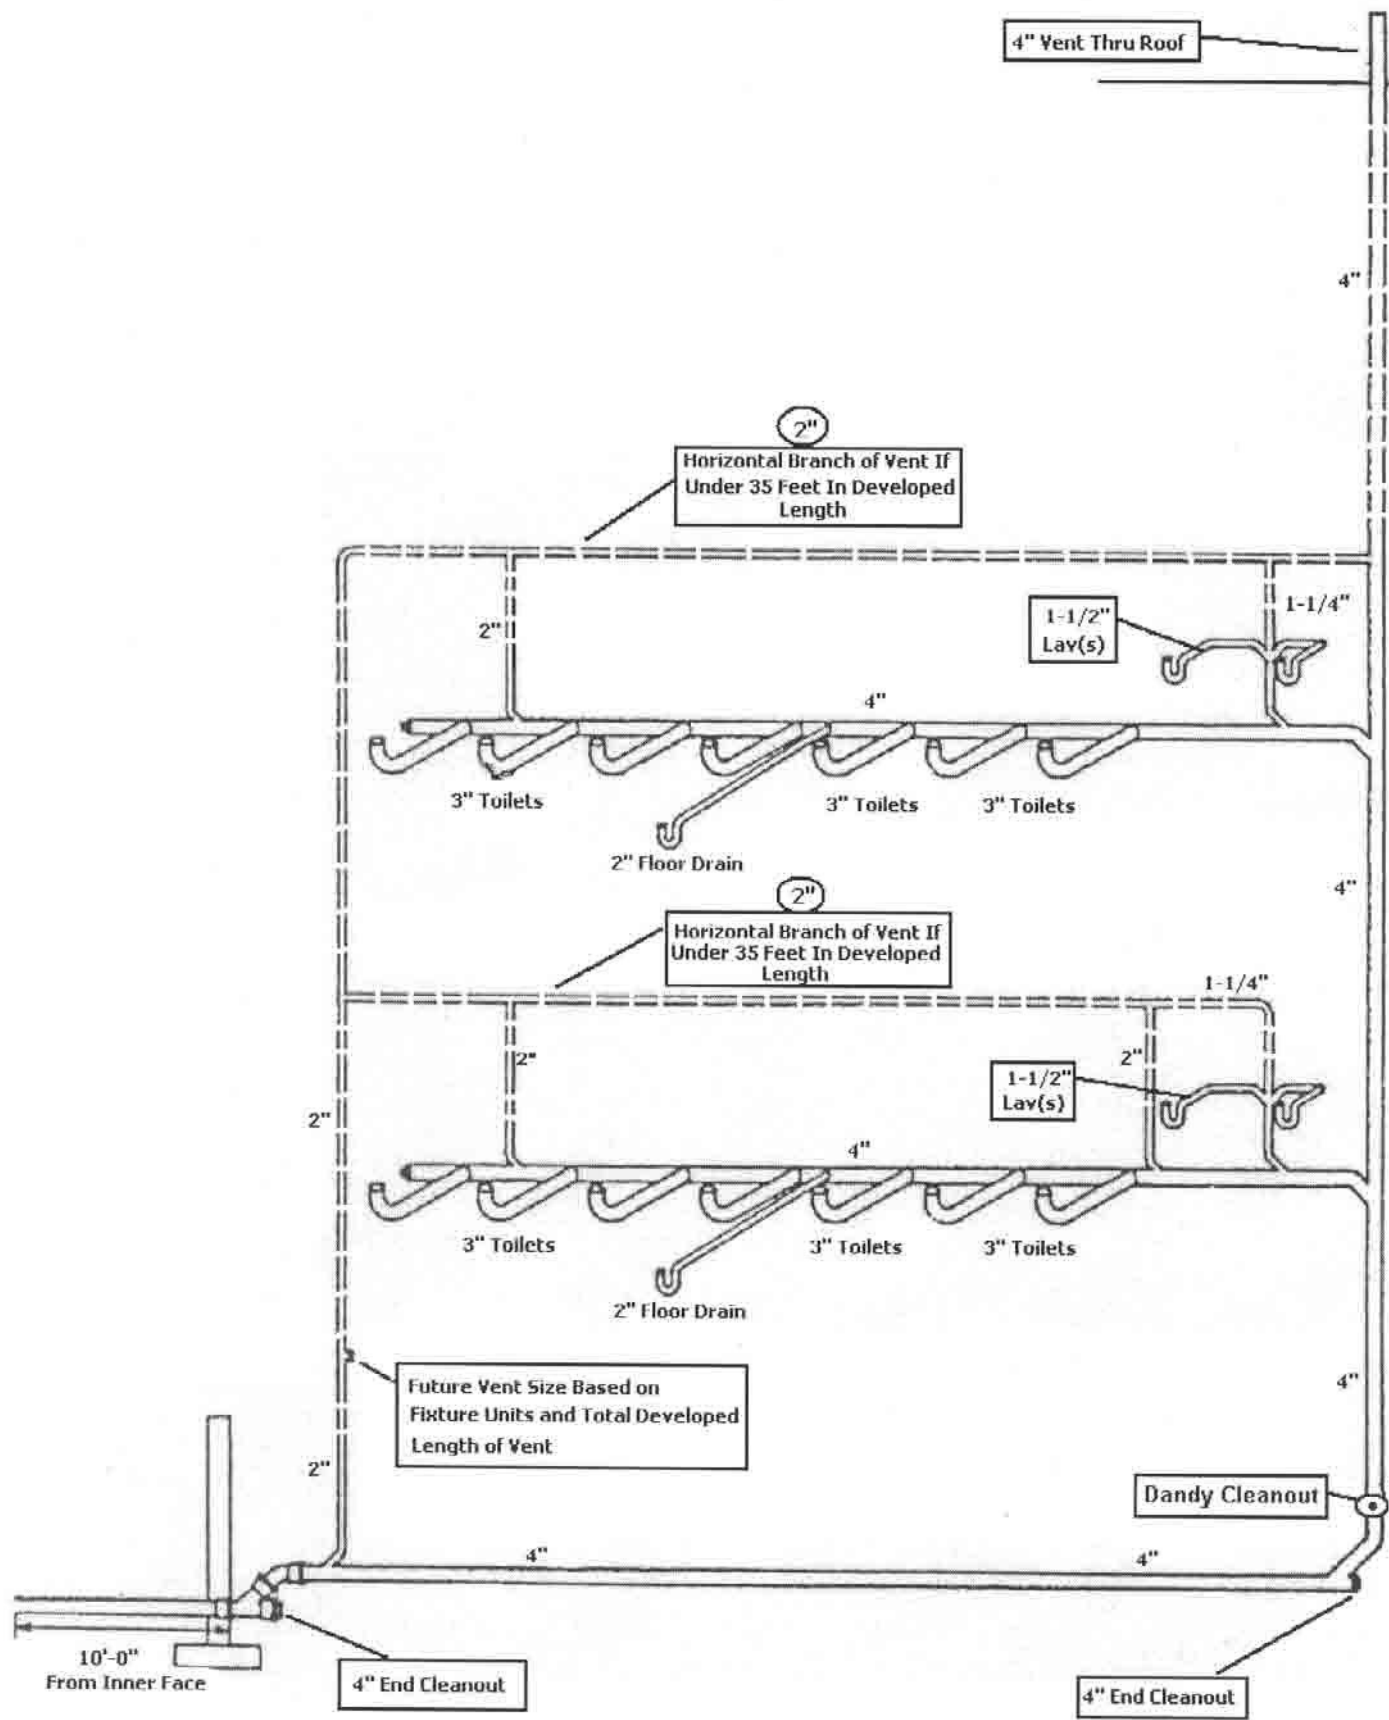 4" Vent Thru Roof
4"
2"
Horizontal Branch of Vent If
Under 35 Feet In Developed
Length
1-1/4"
1-1/2"
Lav(s)
2"
4"
3" Toilets
3" Toilets
3" Toilets
2" Floor Drain
4"
2"
Horizontal Branch of Vent If
Under 35 Feet In Developed
Length
1-1/4"
2"
2"
1-1/2"
Lav(s)
2"
4"
3" Toilets
3" Toilets
3" Toilets
2" Floor Drain
Future Vent Size Based on
Fixture Units and Total Developed
Length of Vent
4"
2"
Dandy Cleanout
4"
4"
10'-0"
From Inner Face
4" End Cleanout
4" End Cleanout